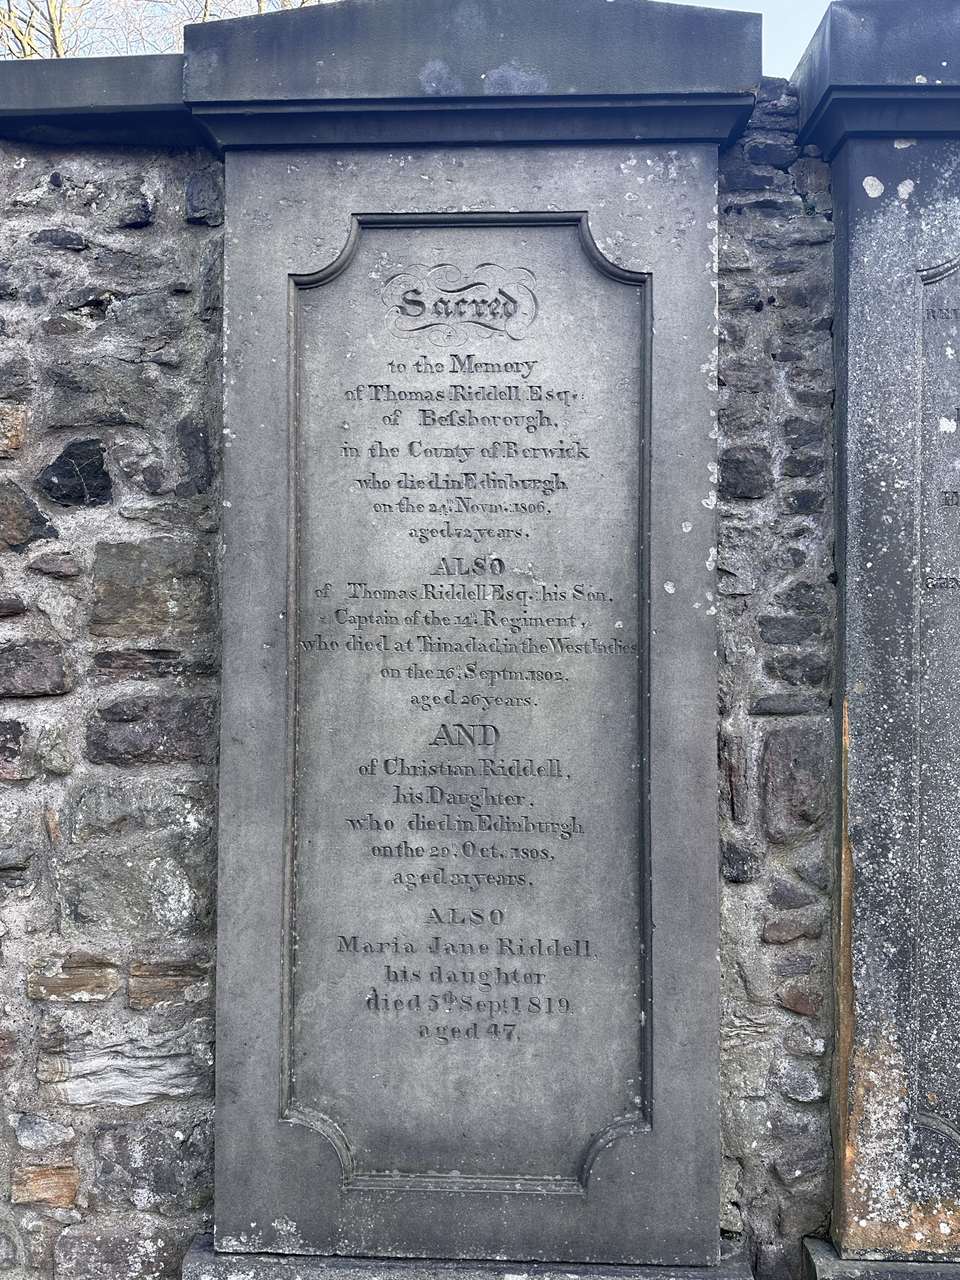 Sacred
to the Memory
of Thomas Riddell Esq.
of Beſsborough,
in the County of Berwick
who died in Edinburgh
on the 24th Novm. 1806,
aged 72 years.
ALSO
of Thomas Riddell Esq. his Son,
Captain of the 14th Regiment,
who died at Trinadad in the West Indies
on the 16th Septm. 1802,
aged 26 years.
AND
of Christian Riddell,
his Daughter,
who died in Edinburgh
on the 29th Oct. 1808,
aged 31 years.
ALSO
Maria Jane Riddell,
his daughter
died 5th Sept 1819,
aged 47.